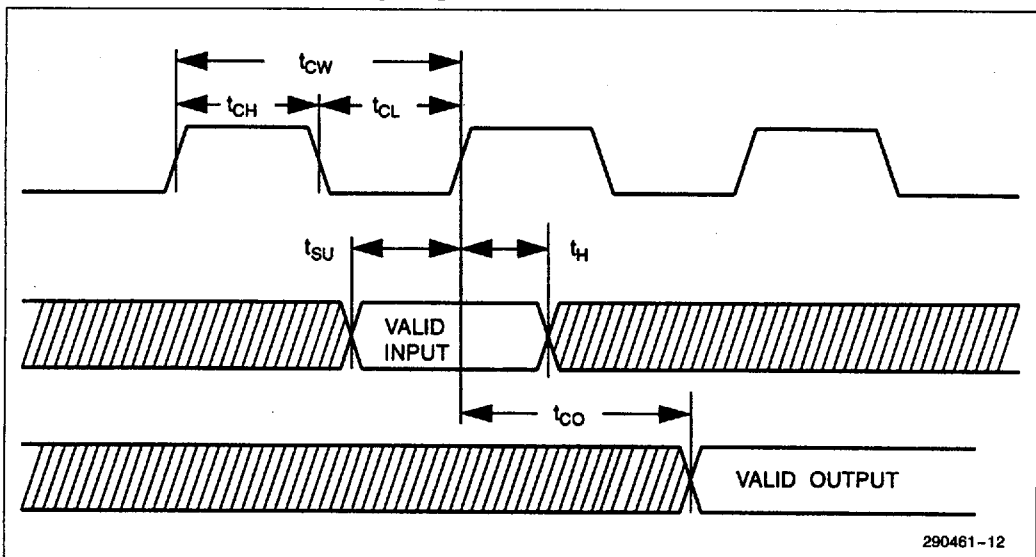 tCW
tCH
tCL
tSU
tH
VALID
INPUT
tCO
VALID OUTPUT
290461-12